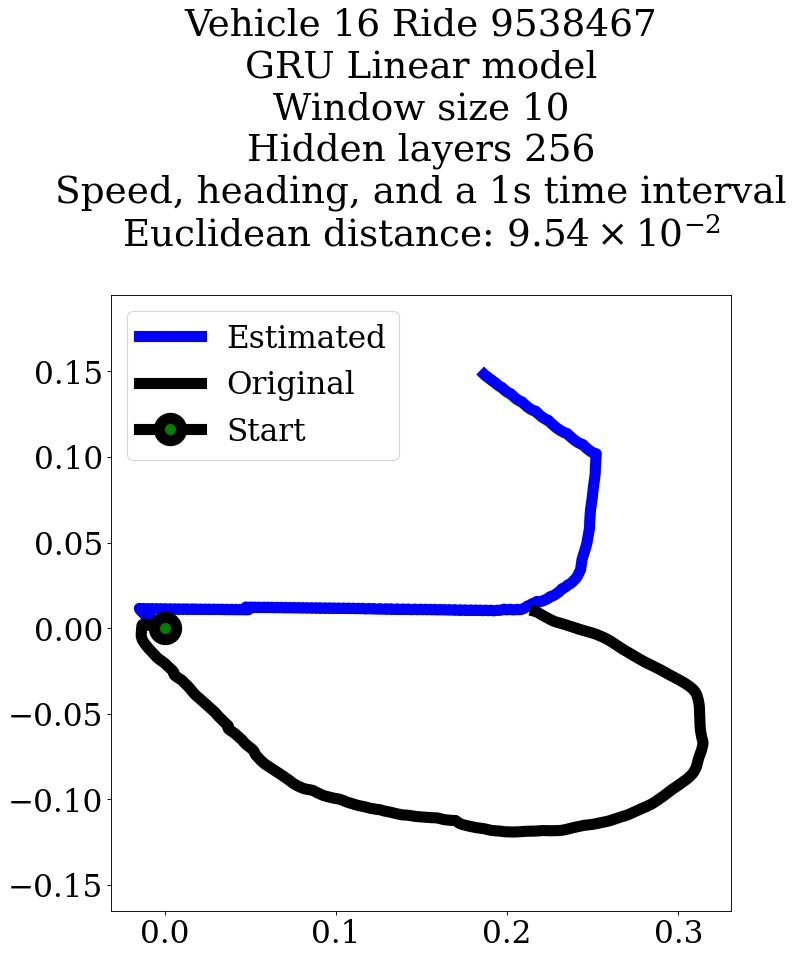 Vehicle 16 Ride 9538467
GRU Linear model
Window size 10
Hidden layers 256
Speed, heading, and a 1s time interval
Euclidean distance: 9.54 × 10⁻²
Estimated
Original
Start
0.15
0.10
0.05
0.00
−0.05
−0.10
−0.15
0.0 0.1 0.2 0.3